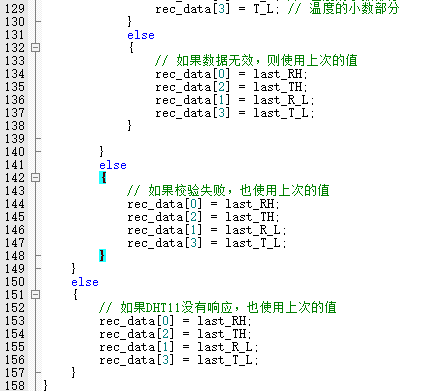 129 rec_data[3] = T_L; // 温度的小数部分
130 }
131 else
132 {
133 // 如果数据无效，则使用上次的值
134 rec_data[0] = last_RH;
135 rec_data[2] = last_TH;
136 rec_data[1] = last_R_L;
137 rec_data[3] = last_T_L;
138 }
139
140 }
141 else
142 {
143 // 如果校验失败，也使用上次的值
144 rec_data[0] = last_RH;
145 rec_data[2] = last_TH;
146 rec_data[1] = last_R_L;
147 rec_data[3] = last_T_L;
148 }
149 }
150 else
151 {
152 // 如果DHT11没有响应，也使用上次的值
153 rec_data[0] = last_RH;
154 rec_data[2] = last_TH;
155 rec_data[1] = last_R_L;
156 rec_data[3] = last_T_L;
157 }
158 }